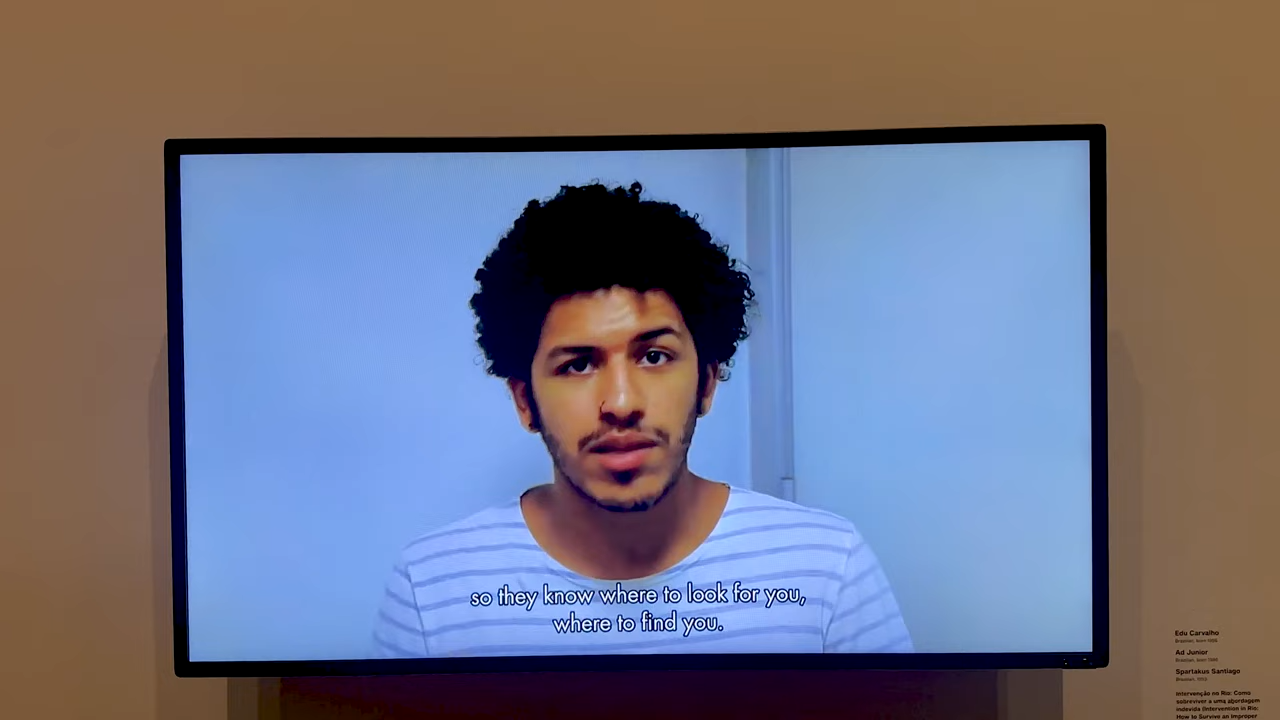 so they know where to look for you,
where to find you.
Edu Carvalho
Ad Junior
Spartakus Santiago
Intervenção no Rio: Como
sobreviver a uma abordagem
indevida (Intervention in Rio:
How to Survive an Improper